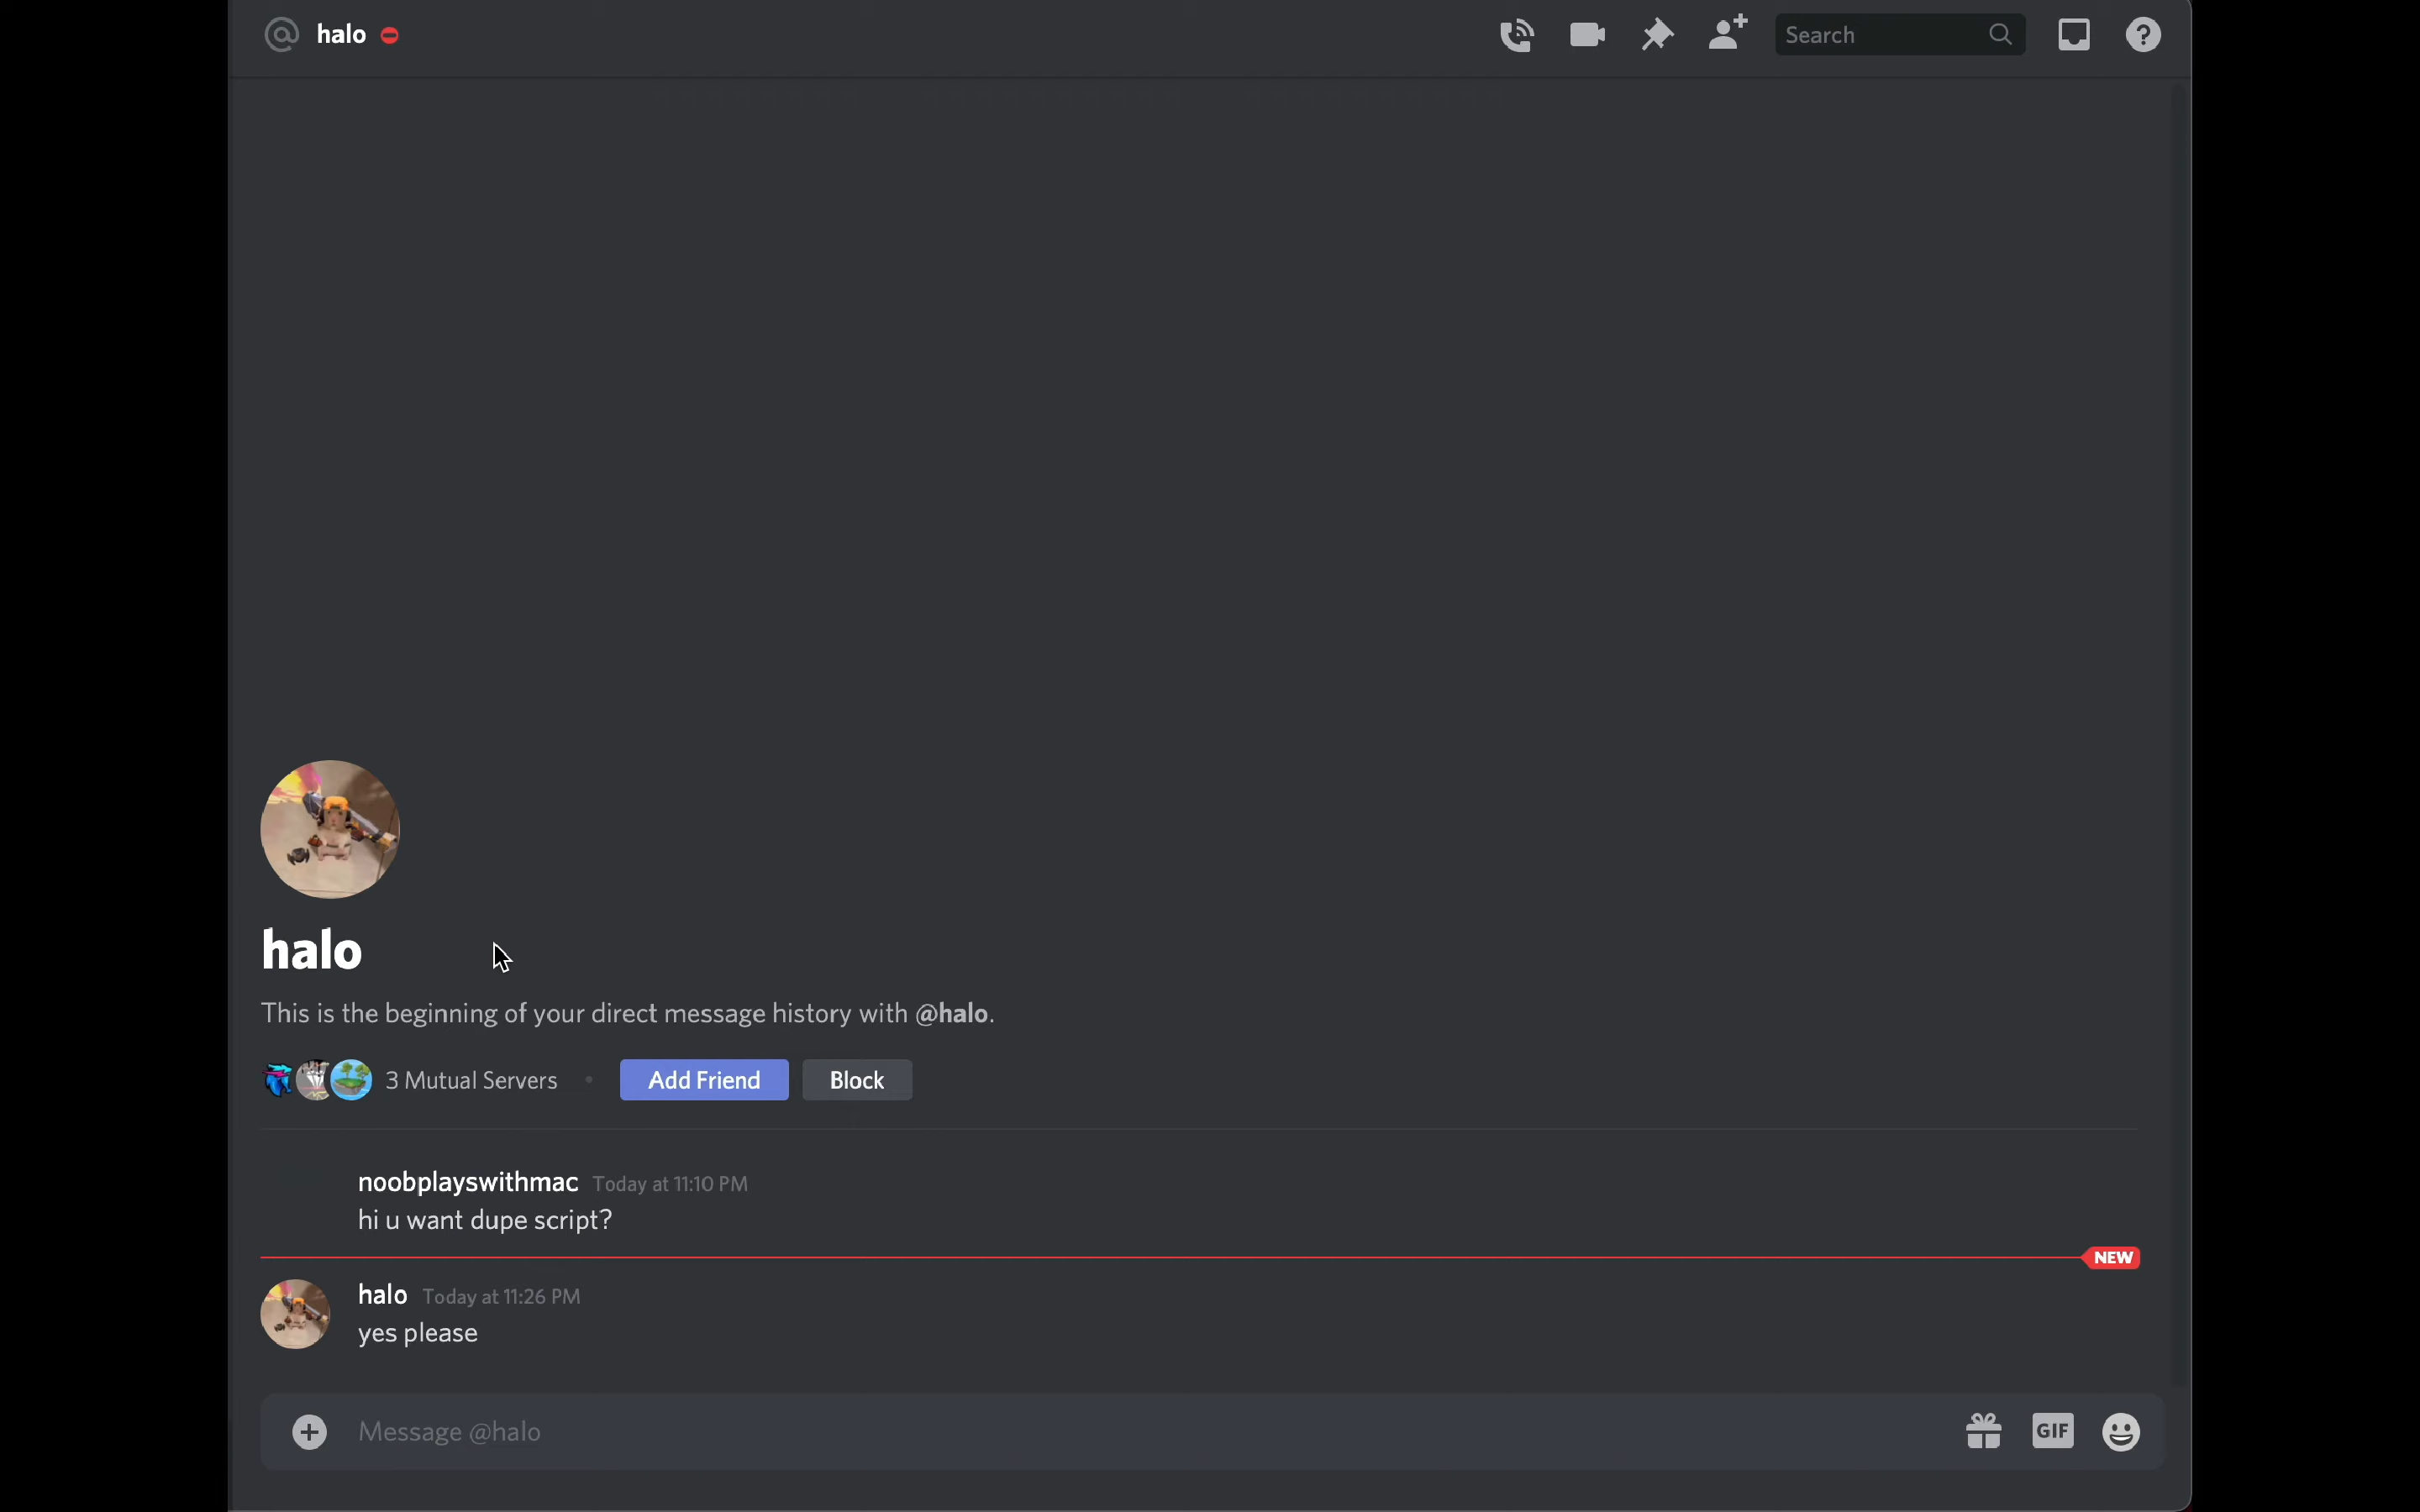 halo
Search
halo
This is the beginning of your direct message history with @halo.
3 Mutual Servers
Add Friend
Block
noobplayswithmac Today at 11:10 PM
hi u want dupe script?
NEW
halo Today at 11:26 PM
yes please
Message @halo
GIF